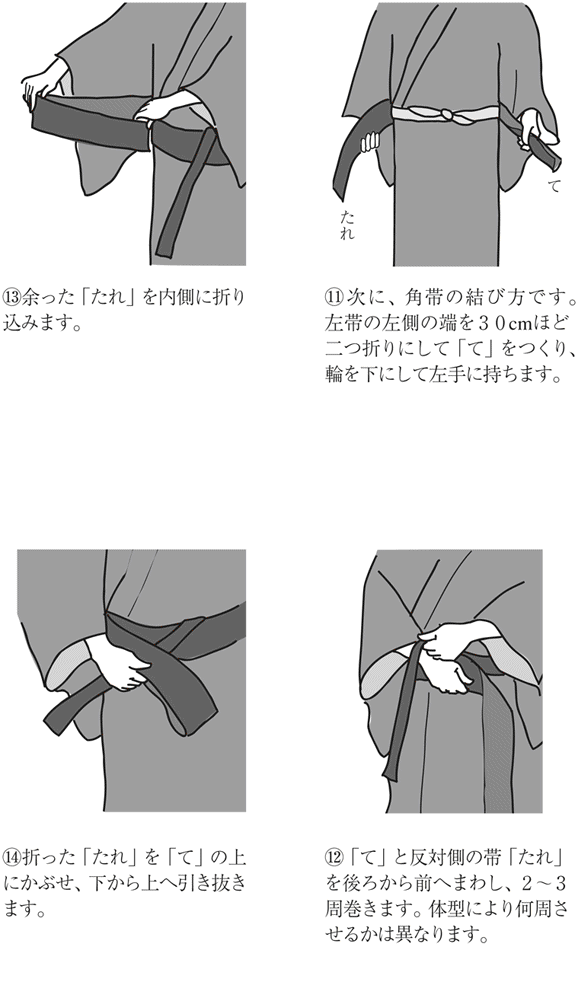 たれ
て
⑪次に、角帯の結び方です。
左帯の左側の端を３０cmほど
二つ折りにして「て」をつくり、
輪を下にして左手に持ちます。
⑫「て」と反対側の帯「たれ」
を後ろから前へまわし、２～３
周巻きます。体型により何周さ
せるかは異なります。
⑬余った「たれ」を内側に折り
込みます。
⑭折った「たれ」を「て」の上
にかぶせ、下から上へ引き抜き
ます。